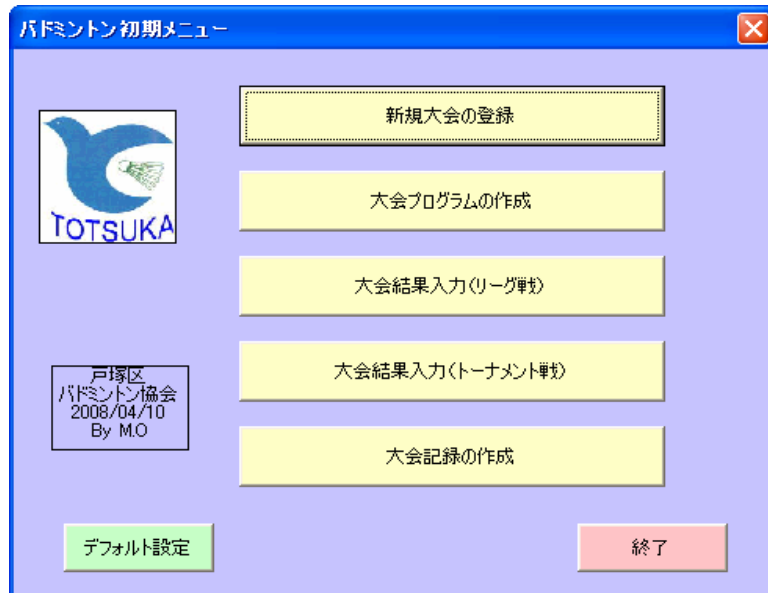 バドミントン初期メニュー
新規大会の登録
TOTSUKA
大会プログラムの作成
大会結果入力(リーグ戦)
大会結果入力(トーナメント戦)
戸塚区
バドミントン協会
2008/04/10
By M.O
大会記録の作成
デフォルト設定
終了